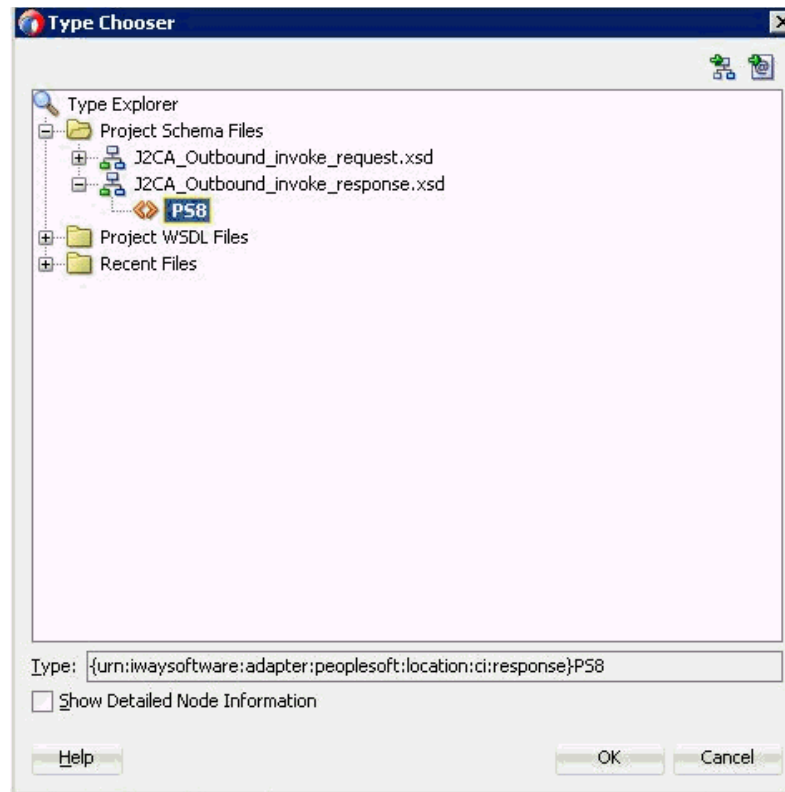 Type Chooser
Type Explorer
Project Schema Files
J2CA_Outbound_invoke_request.xsd
J2CA_Outbound_invoke_response.xsd
PS8
Project WSDL Files
Recent Files
Type: {urn:iwaysoftware:adapter:peoplesoft:location:ci:response}PS8
Show Detailed Node Information
Help OK Cancel